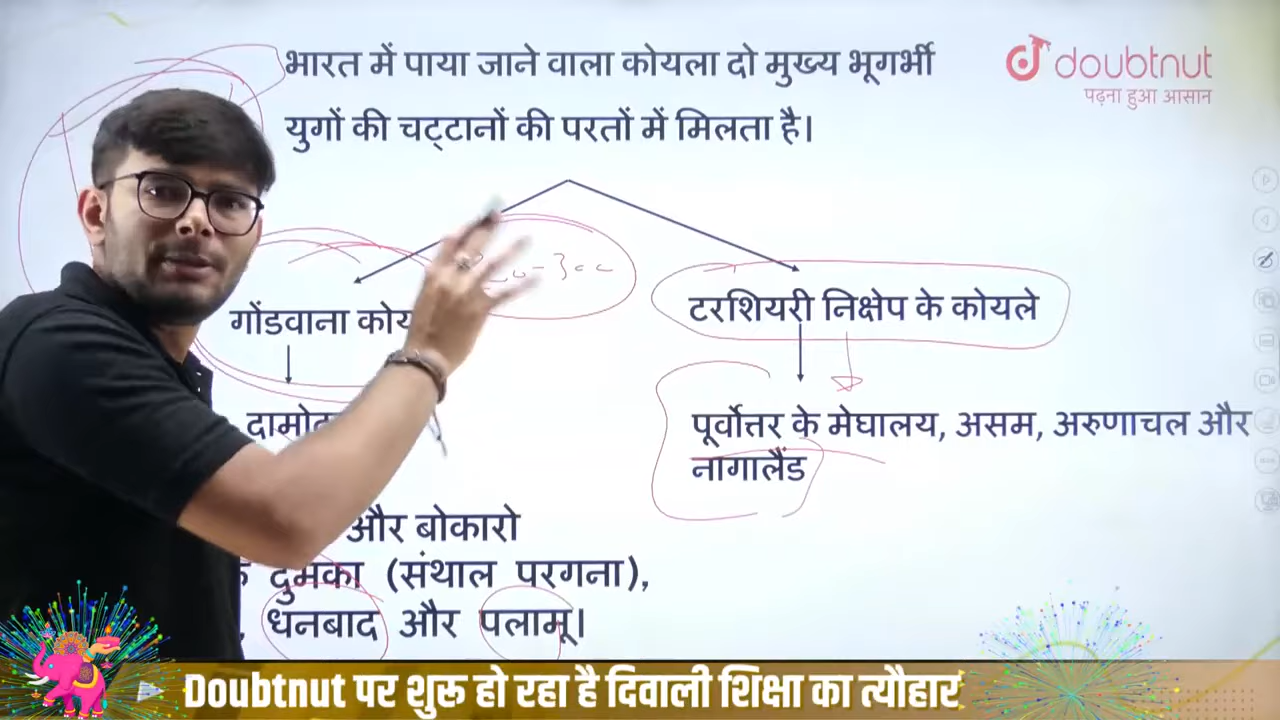 भारत में पाया जाने वाला कोयला दो मुख्य भूगर्भी
युगों की चट्टानों की परतों में मिलता है।
doubtnut
पढ़ना हुआ आसान
गोंडवाना
टरशियरी निक्षेप के कोयले
पूर्वोत्तर के मेघालय, असम, अरुणाचल और
नागालैंड
और बोकारो
दुमका (संथाल परगना),
धनबाद और पलामू।
Doubtnut पर शुरू हो रहा है दिवाली शिक्षा का त्यौहार